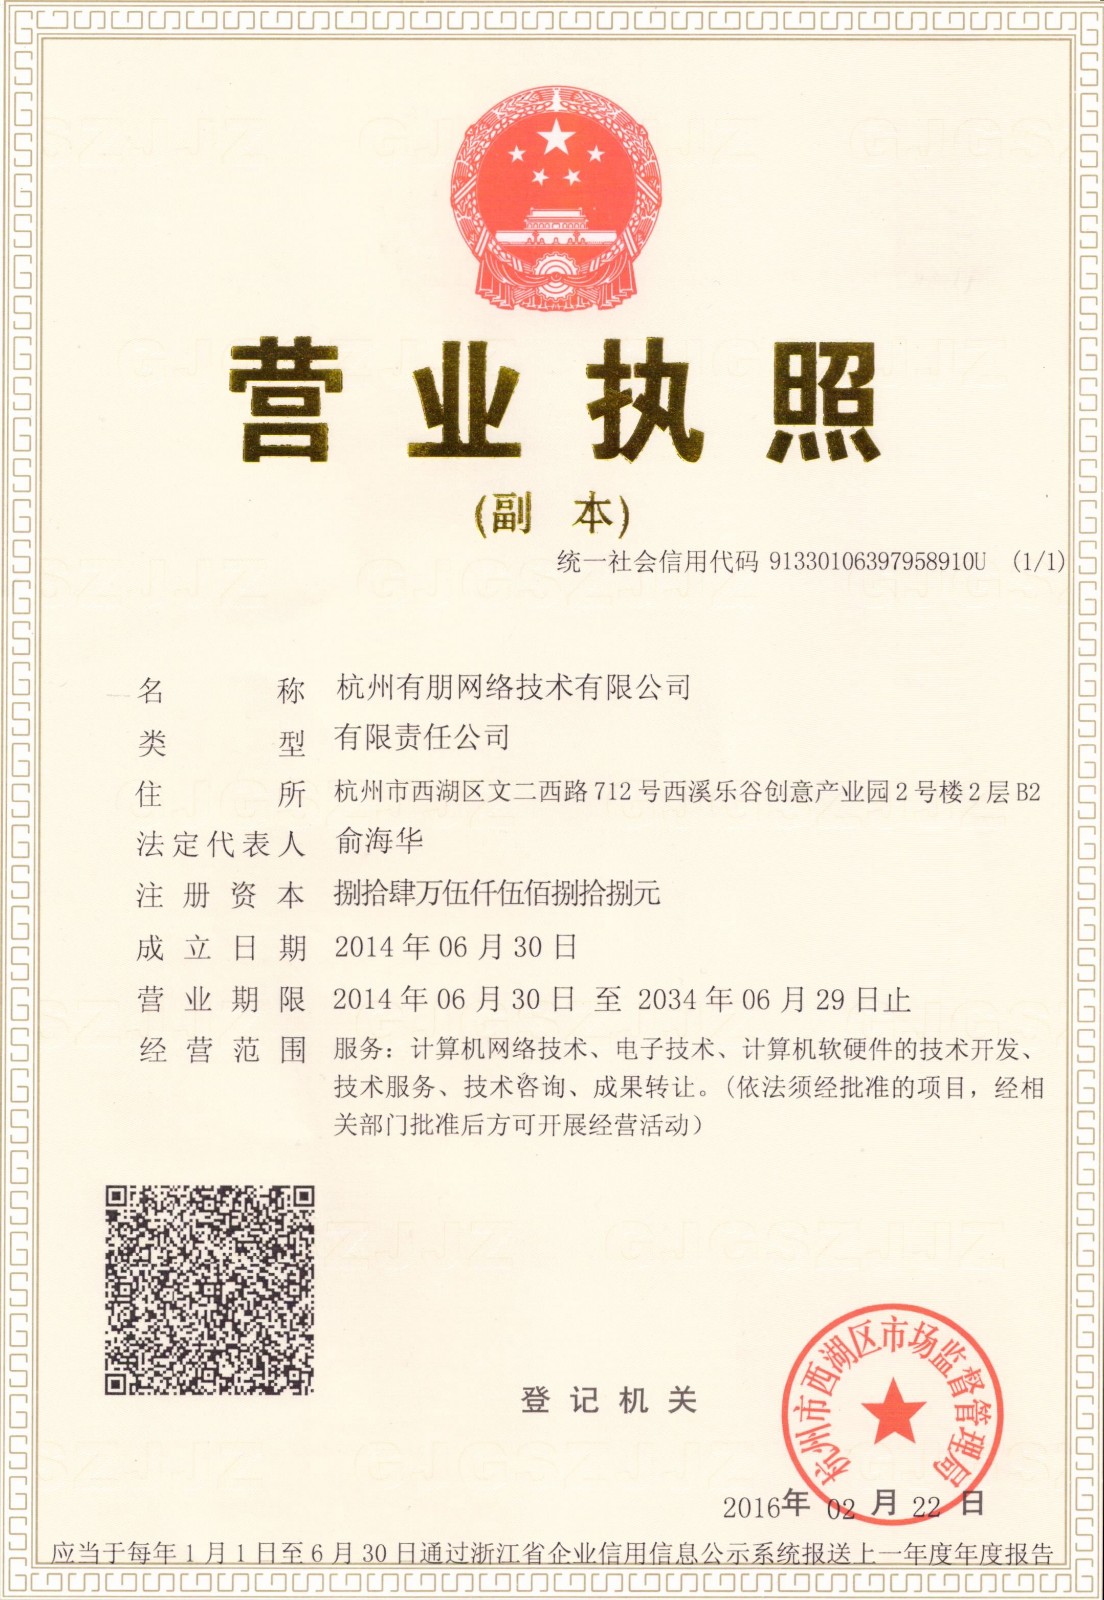 营业执照
(副 本)
统一社会信用代码 91330106397958910U (1/1)
名称 杭州有朋网络技术有限公司
类型 有限责任公司
住所 杭州市西湖区文二西路712号西溪乐谷创意产业园2号楼2层B2
法定代表人 俞海华
注册资本 捌拾肆万伍仟伍佰捌拾捌元
成立日期 2014年06月30日
营业期限 2014年06月30日 至 2034年06月29日止
经营范围 服务：计算机网络技术、电子技术、计算机软硬件的技术开发、
技术服务、技术咨询、成果转让。(依法须经批准的项目，经相
关部门批准后方可开展经营活动)
登记机关
杭州市西湖区市场监督管理局
2016年 02 月 22 日
应当于每年1月1日至6月30日通过浙江省企业信用信息公示系统报送上一年度年度报告